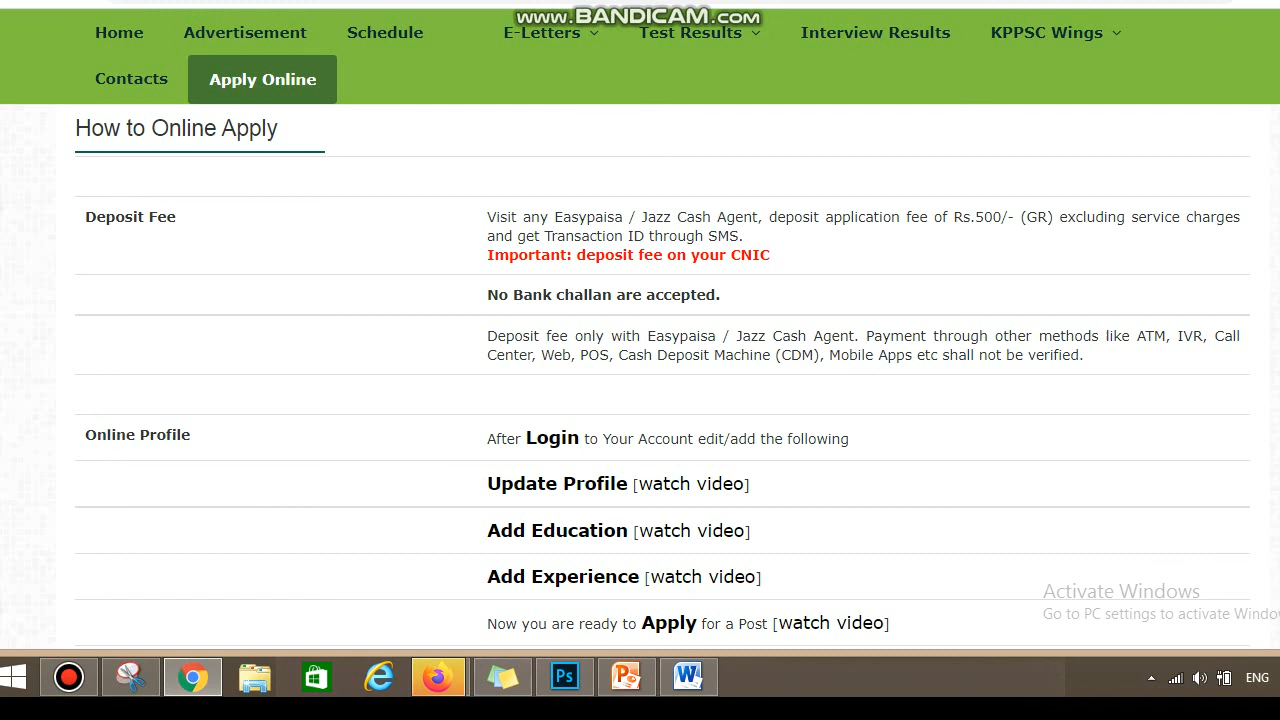 www.BANDICAM.com
Home Advertisement Schedule E-Letters Test Results Interview Results KPPSC Wings
Contacts Apply Online
How to Online Apply
Deposit Fee
Visit any Easypaisa / Jazz Cash Agent, deposit application fee of Rs.500/- (GR) excluding service charges
and get Transaction ID through SMS.
Important: deposit fee on your CNIC
No Bank challan are accepted.
Deposit fee only with Easypaisa / Jazz Cash Agent. Payment through other methods like ATM, IVR, Call
Center, Web, POS, Cash Deposit Machine (CDM), Mobile Apps etc shall not be verified.
Online Profile
After Login to Your Account edit/add the following
Update Profile [watch video]
Add Education [watch video]
Add Experience [watch video]
Now you are ready to Apply for a Post [watch video]
Activate Windows
Go to PC settings to activate Windo
Ps
ENG